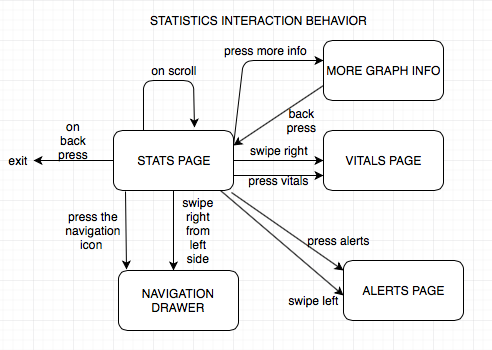 STATISTICS INTERACTION BEHAVIOR
press more info
on scroll
MORE GRAPH INFO
back
press
on
back
press
exit
STATS PAGE
swipe right
press vitals
VITALS PAGE
press the
navigation
icon
swipe
right
from
left
side
press alerts
swipe left
NAVIGATION
DRAWER
ALERTS PAGE